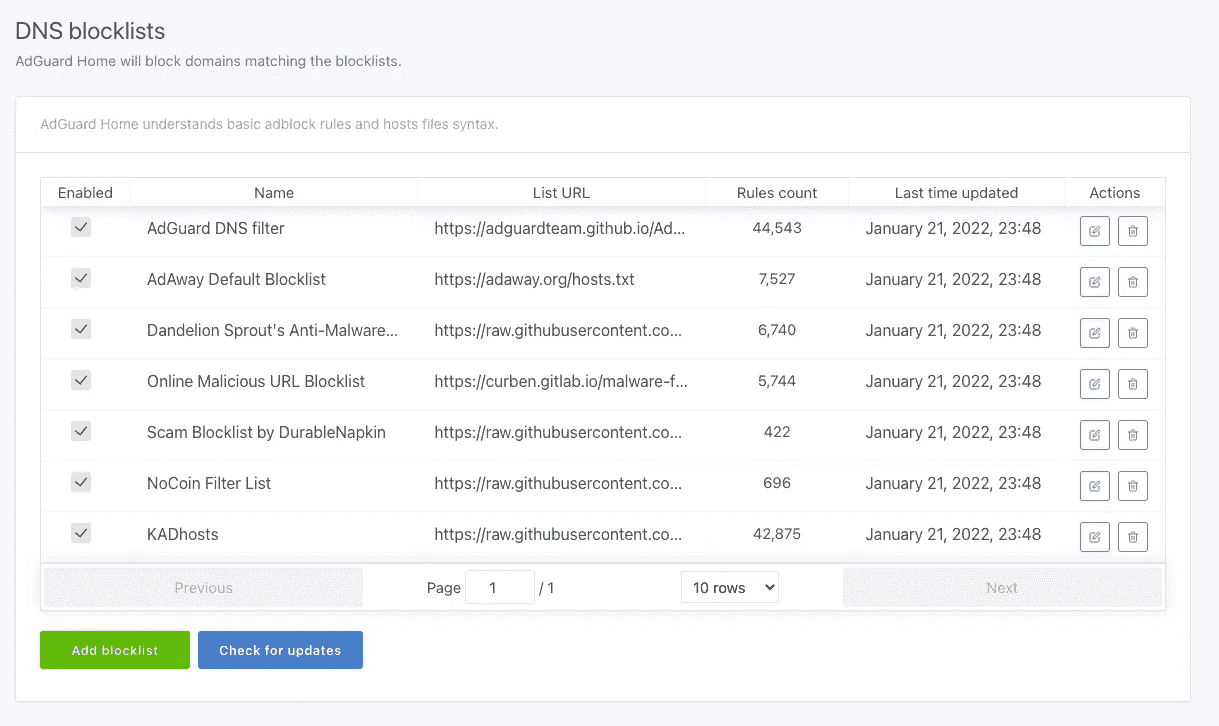 DNS blocklists
AdGuard Home will block domains matching the blocklists.
AdGuard Home understands basic adblock rules and hosts files syntax.
Enabled Name List URL Rules count Last time updated Actions
AdGuard DNS filter https://adguardteam.github.io/Ad... 44,543 January 21, 2022, 23:48
AdAway Default Blocklist https://adaway.org/hosts.txt 7,527 January 21, 2022, 23:48
Dandelion Sprout's Anti-Malware... https://raw.githubusercontent.co... 6,740 January 21, 2022, 23:48
Online Malicious URL Blocklist https://curben.gitlab.io/malware-f... 5,744 January 21, 2022, 23:48
Scam Blocklist by DurableNapkin https://raw.githubusercontent.co... 422 January 21, 2022, 23:48
NoCoin Filter List https://raw.githubusercontent.co... 696 January 21, 2022, 23:48
KADhosts https://raw.githubusercontent.co... 42,875 January 21, 2022, 23:48
Previous Page 1 / 1 10 rows Next
Add blocklist Check for updates